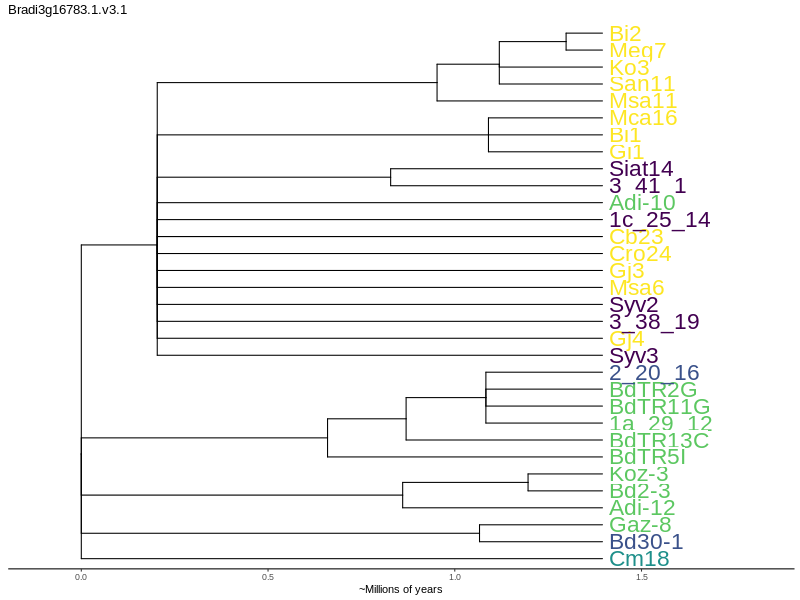 Bradi3g16783.1.v3.1
Bi2
Meg7
Ko3
San11
Msa11
Mca16
Bi1
Gi1
Siat14
3_41_1
Adi-10
1c_25_14
Cb23
Cro24
Gj3
Msa6
Syv2
3_38_19
Gj4
Syv3
2_20_16
BdTR2G
BdTR11G
1a_29_12
BdTR13C
BdTR5I
Koz-3
Bd2-3
Adi-12
Gaz-8
Bd30-1
Cm18
0.0 0.5 1.0 1.5
~Millions of years